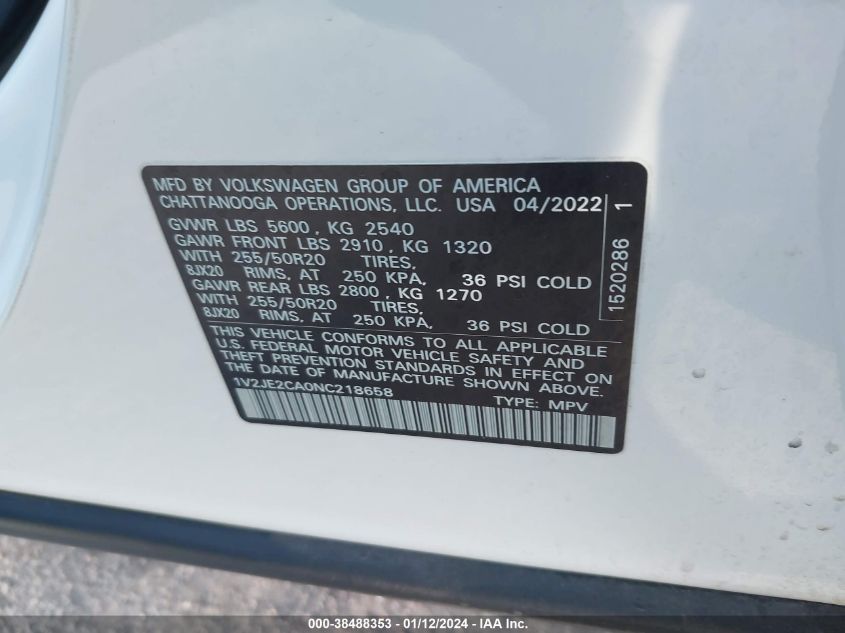 MFD BY VOLKSWAGEN GROUP OF AMERICA
CHATTANOOGA OPERATIONS, LLC. USA 04/2022
GVWR LBS 5600, KG 2540
GAWR FRONT LBS 2910, KG 1320
WITH 255/50R20 TIRES,
8JX20 RIMS, AT 250 KPA, 36 PSI COLD
GAWR REAR LBS 2800, KG 1270
WITH 255/50R20 TIRES,
8JX20 RIMS, AT 250 KPA, 36 PSI COLD
THIS VEHICLE CONFORMS TO ALL APPLICABLE
U.S. FEDERAL MOTOR VEHICLE SAFETY AND
THEFT PREVENTION STANDARDS IN EFFECT ON
THE DATE OF MANUFACTURE SHOWN ABOVE.
1V2JE2CA0NC218658 TYPE: MPV
1520286 1
000-38488353 - 01/12/2024 - IAA Inc.